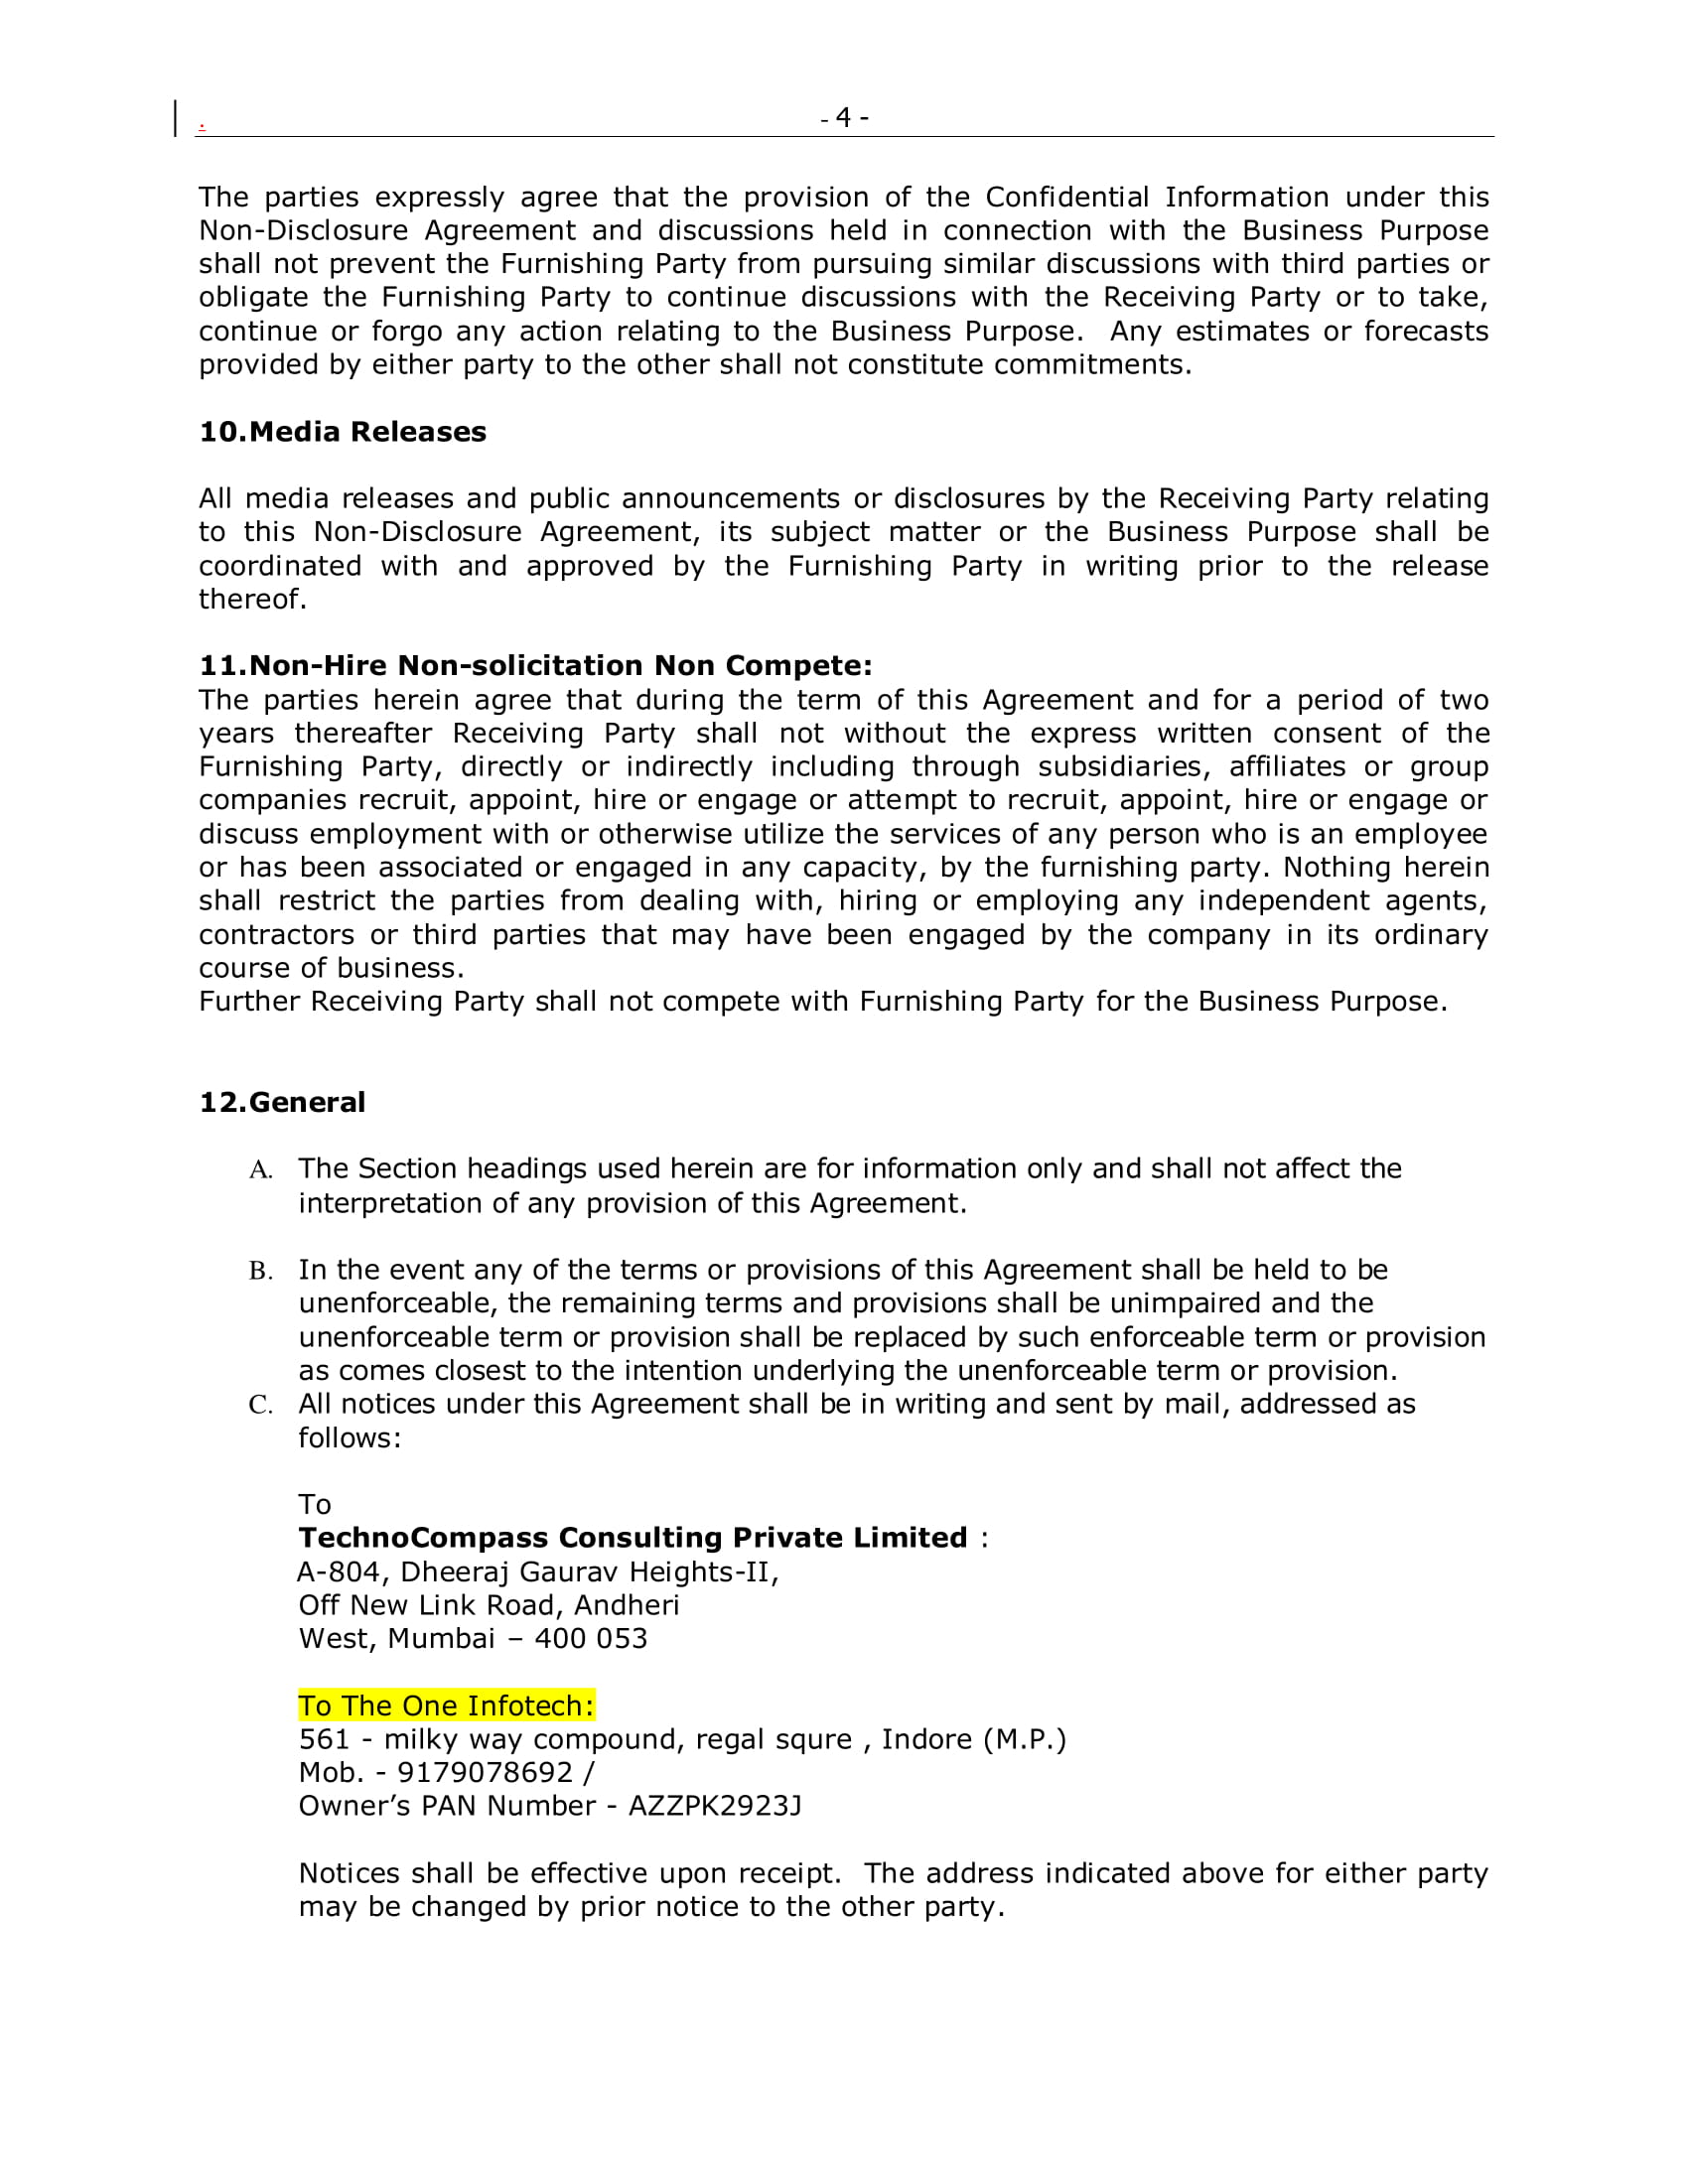 .
- 4 -
The parties expressly agree that the provision of the Confidential Information under this
Non-Disclosure Agreement and discussions held in connection with the Business Purpose
shall not prevent the Furnishing Party from pursuing similar discussions with third parties or
obligate the Furnishing Party to continue discussions with the Receiving Party or to take,
continue or forgo any action relating to the Business Purpose.  Any estimates or forecasts
provided by either party to the other shall not constitute commitments.
10.Media Releases
All media releases and public announcements or disclosures by the Receiving Party relating
to this Non-Disclosure Agreement, its subject matter or the Business Purpose shall be
coordinated with and approved by the Furnishing Party in writing prior to the release
thereof.
11.Non-Hire Non-solicitation Non Compete:
The parties herein agree that during the term of this Agreement and for a period of two
years thereafter Receiving Party shall not without the express written consent of the
Furnishing Party, directly or indirectly including through subsidiaries, affiliates or group
companies recruit, appoint, hire or engage or attempt to recruit, appoint, hire or engage or
discuss employment with or otherwise utilize the services of any person who is an employee
or has been associated or engaged in any capacity, by the furnishing party. Nothing herein
shall restrict the parties from dealing with, hiring or employing any independent agents,
contractors or third parties that may have been engaged by the company in its ordinary
course of business.
Further Receiving Party shall not compete with Furnishing Party for the Business Purpose.
12.General
A. The Section headings used herein are for information only and shall not affect the
interpretation of any provision of this Agreement.
B. In the event any of the terms or provisions of this Agreement shall be held to be
unenforceable, the remaining terms and provisions shall be unimpaired and the
unenforceable term or provision shall be replaced by such enforceable term or provision
as comes closest to the intention underlying the unenforceable term or provision.
C. All notices under this Agreement shall be in writing and sent by mail, addressed as
follows:
To
TechnoCompass Consulting Private Limited :
A-804, Dheeraj Gaurav Heights-II,
Off New Link Road, Andheri
West, Mumbai – 400 053
To The One Infotech:
561 - milky way compound, regal squre , Indore (M.P.)
Mob. - 9179078692 /
Owner’s PAN Number - AZZPK2923J
Notices shall be effective upon receipt.  The address indicated above for either party
may be changed by prior notice to the other party.